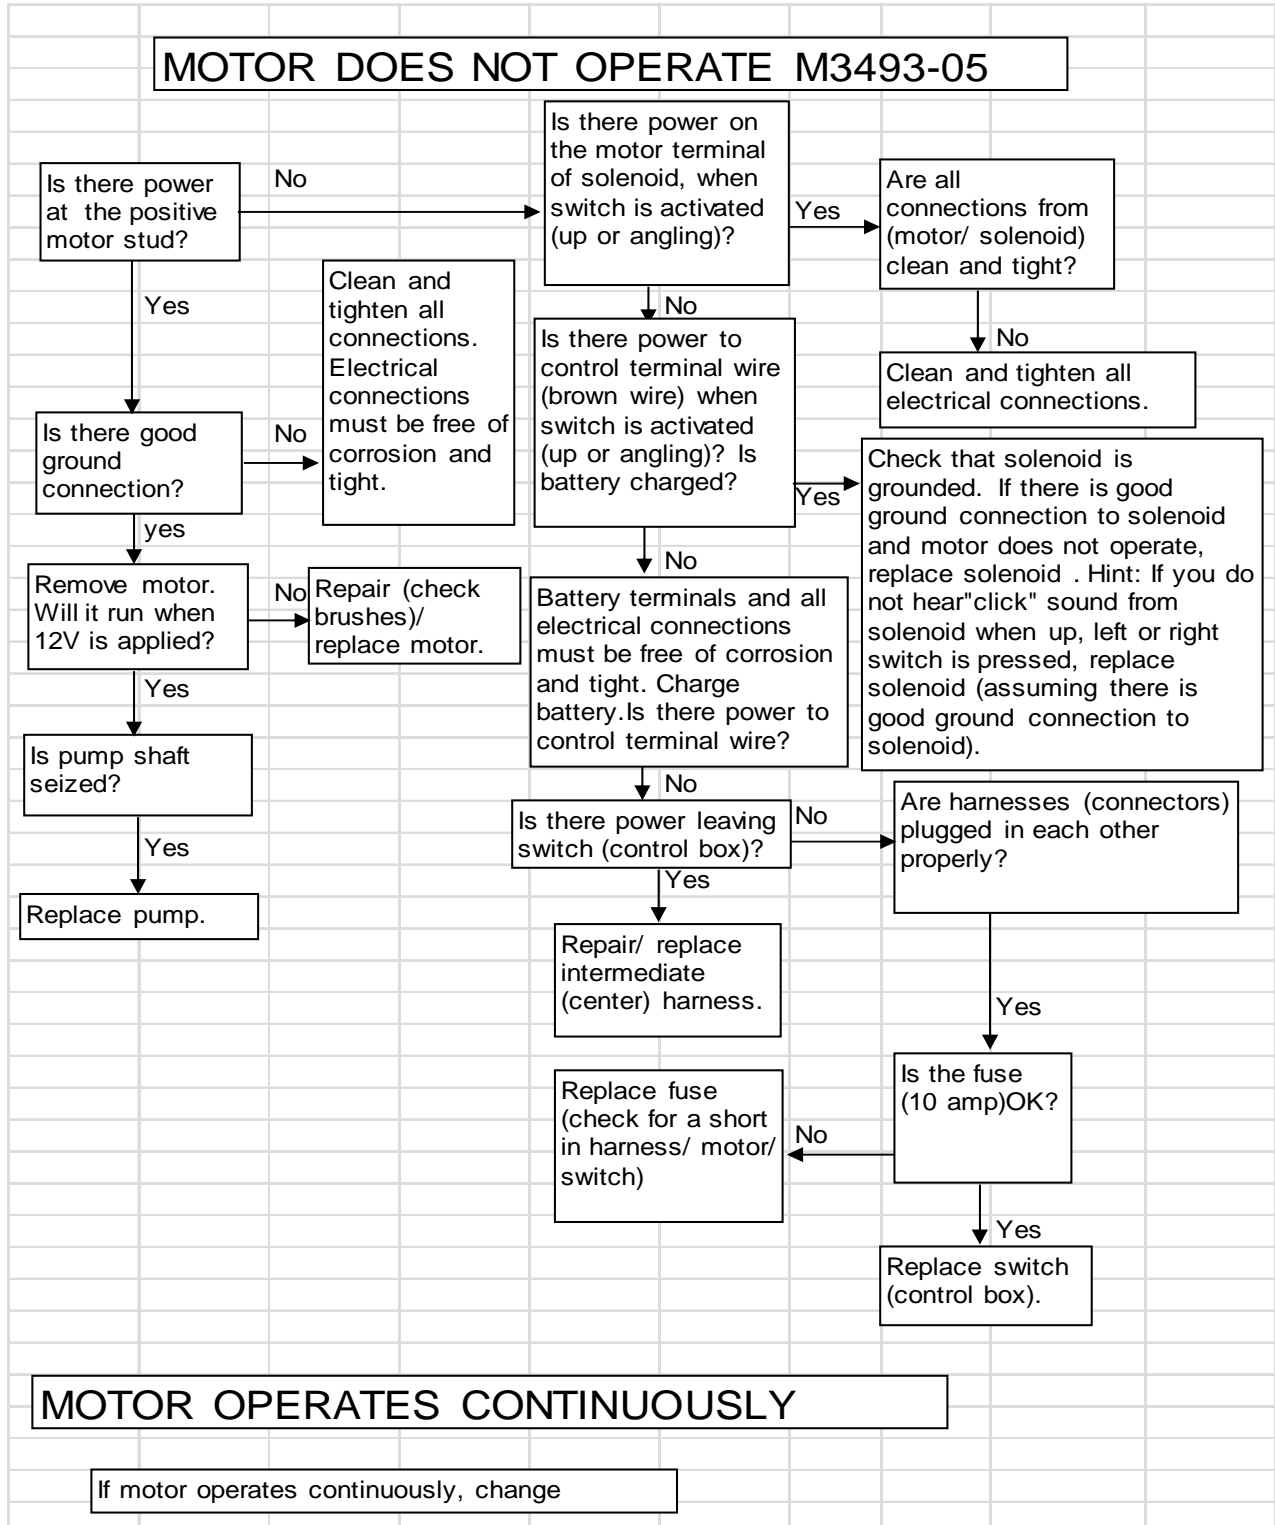 MOTOR DOES NOT OPERATE M3493-05
Is there power
at the positive
motor stud?
No
Is there power on
the motor terminal
of solenoid, when
switch is activated
(up or angling)?
Yes
Are all
connections from
(motor/ solenoid)
clean and tight?
Yes
Clean and
tighten all
connections.
Electrical
connections
must be free of
corrosion and
tight.
No
Is there power to
control terminal wire
(brown wire) when
switch is activated
(up or angling)? Is
battery charged?
No
Clean and tighten all
electrical connections.
Is there good
ground
connection?
No
Yes
Check that solenoid is
grounded. If there is good
ground connection to solenoid
and motor does not operate,
replace solenoid . Hint: If you do
not hear"click" sound from
solenoid when up, left or right
switch is pressed, replace
solenoid (assuming there is
good ground connection to
solenoid).
yes
No
Remove motor.
Will it run when
12V is applied?
No
Repair (check
brushes)/
replace motor.
Battery terminals and all
electrical connections
must be free of corrosion
and tight. Charge
battery.Is there power to
control terminal wire?
Yes
Is pump shaft
seized?
No
Is there power leaving
switch (control box)?
No
Are harnesses (connectors)
plugged in each other
properly?
Yes
Replace pump.
Yes
Repair/ replace
intermediate
(center) harness.
Yes
Is the fuse
(10 amp)OK?
No
Replace fuse
(check for a short
in harness/ motor/
switch)
Yes
Replace switch
(control box).
MOTOR OPERATES CONTINUOUSLY
If motor operates continuously, change